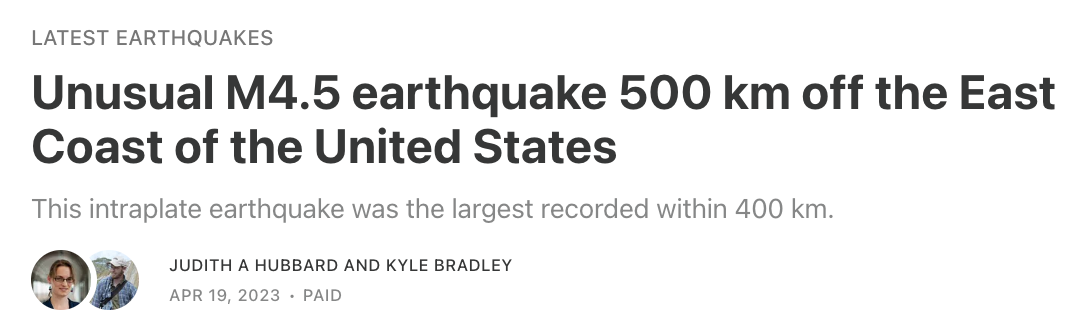 LATEST EARTHQUAKES
Unusual M4.5 earthquake 500 km off the East
Coast of the United States
This intraplate earthquake was the largest recorded within 400 km.
JUDITH A HUBBARD AND KYLE BRADLEY
APR 19, 2023 • PAID